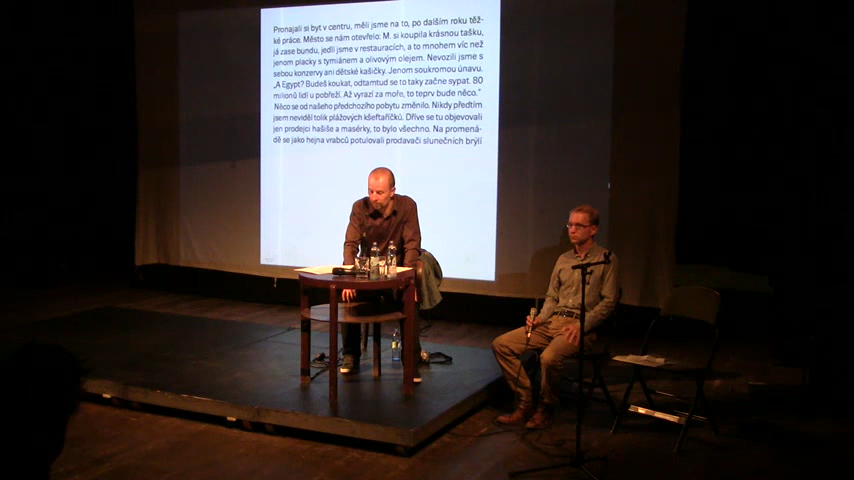 Pronajali si byt v centru, měli jsme na to, po dalším roku těž-
ké práce. Město se nám otevřelo: M. si koupila krásnou tašku,
já zase bundu, jedli jsme v restauracích, a to mnohem víc než
jenom placky s tymiánem a olivovým olejem. Nevozili jsme s
sebou konzervy ani dětské kašičky. Jenom soukromou únavu.
„A Egypt? Budeš koukat, odtamtud se to taky začne sypat. 80
milionů lidí u pobřeží. Až vyrazí za moře, to teprv bude něco."
Něco se od našeho předchozího pobytu změnilo. Nikdy předtím
jsem neviděl tolik plážových kšeftaříčků. Dříve se tu objevovali
jen prodejci hašiše a masérky, to bylo všechno. Na promená-
dě se jako hejna vrabců potulovali prodavači slunečních brýlí